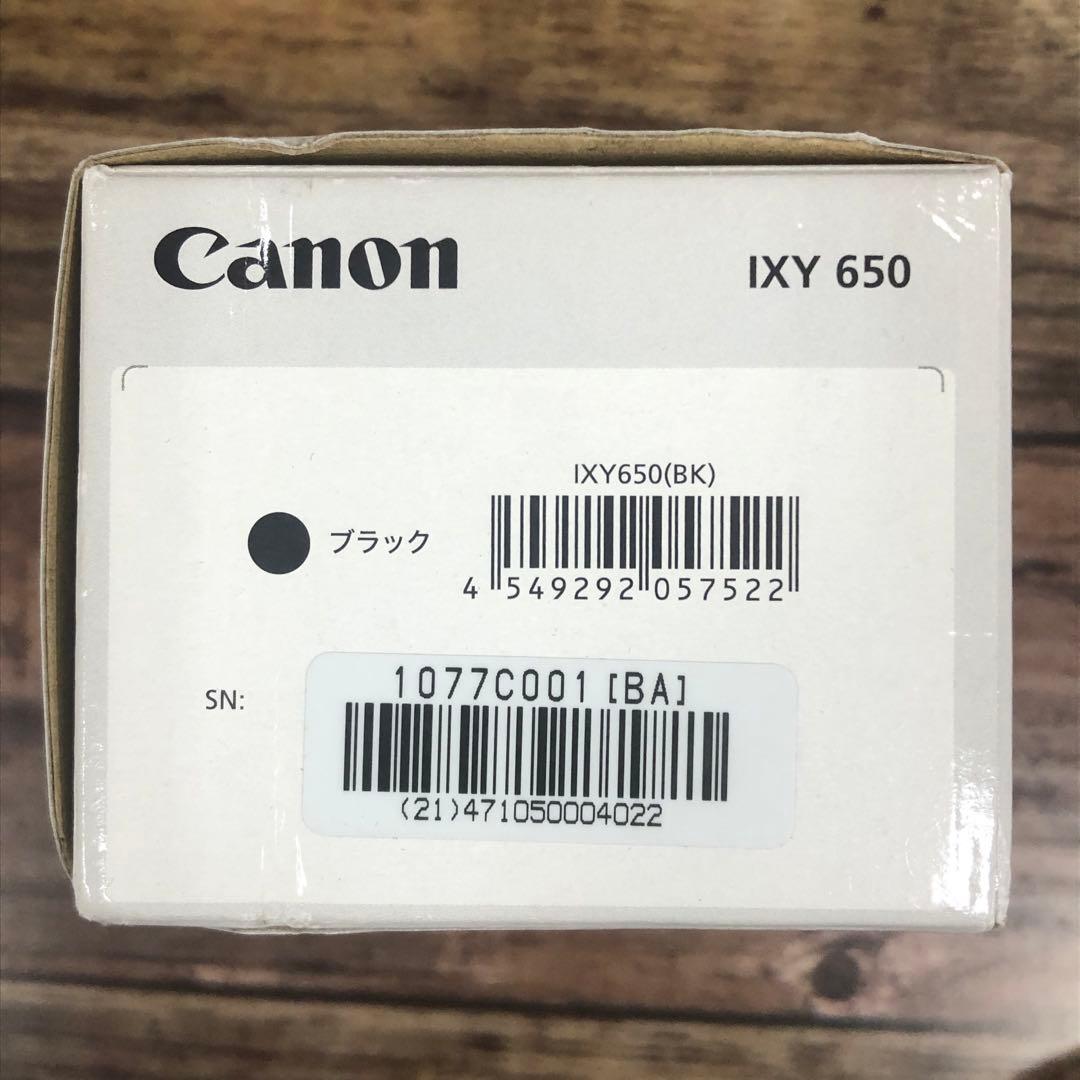 Canon
IXY 650
IXY650(BK)
ブラック
4 549292 057522
SN:
1077C001 [BA]
(21)471050004022